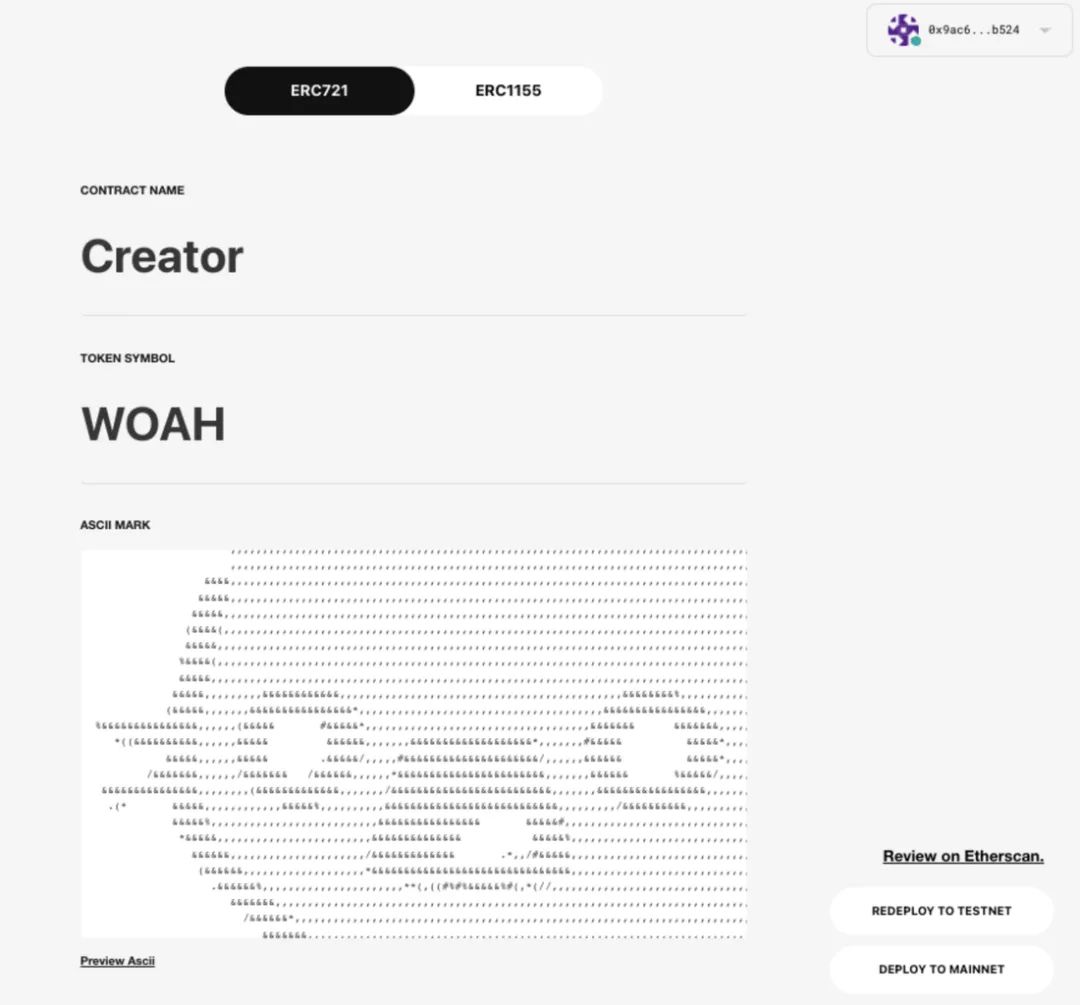 0x9ac6...b524
ERC721
ERC1155
CONTRACT NAME
Creator
TOKEN SYMBOL
WOAH
ASCII MARK
Review on Etherscan.
REDEPLOY TO TESTNET
DEPLOY TO MAINNET
Preview Ascii